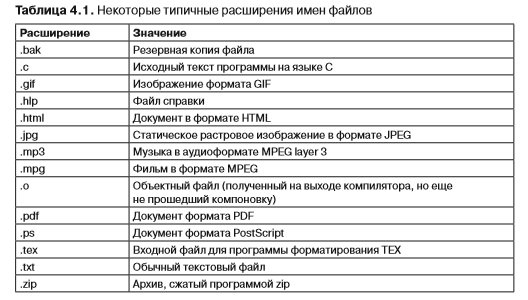 Таблица 4.1. Некоторые типичные расширения имен файлов
Расширение Значение
.bak Резервная копия файла
.c Исходный текст программы на языке C
.gif Изображение формата GIF
.hlp Файл справки
.html Документ в формате HTML
.jpg Статическое растровое изображение в формате JPEG
.mp3 Музыка в аудиоформате MPEG layer 3
.mpg Фильм в формате MPEG
.o Объектный файл (полученный на выходе компилятора, но еще
не прошедший компоновку)
.pdf Документ формата PDF
.ps Документ формата PostScript
.tex Входной файл для программы форматирования TEX
.txt Обычный текстовый файл
.zip Архив, сжатый программой zip